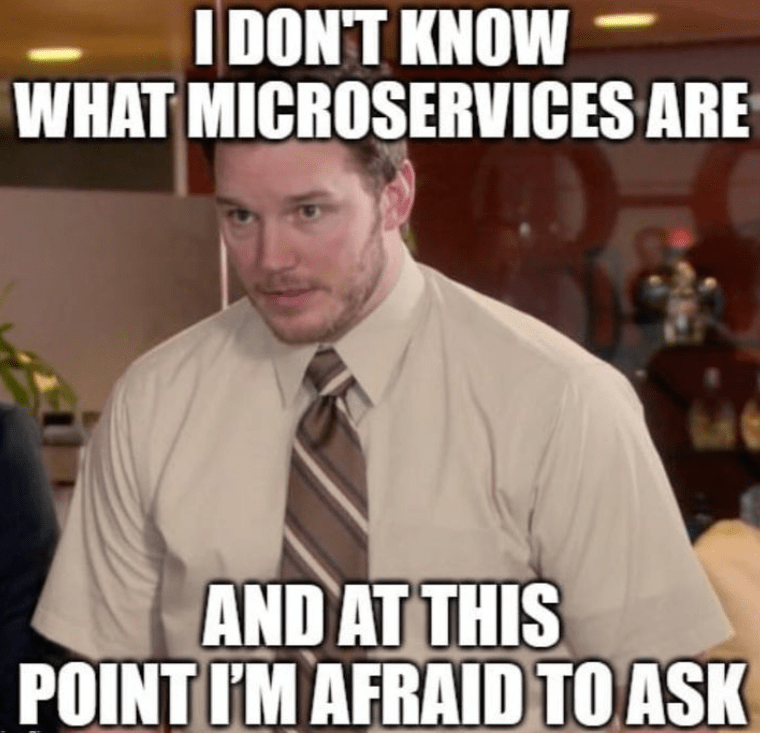 I DON'T KNOW
WHAT MICROSERVICES ARE
AND AT THIS
POINT I'M AFRAID TO ASK